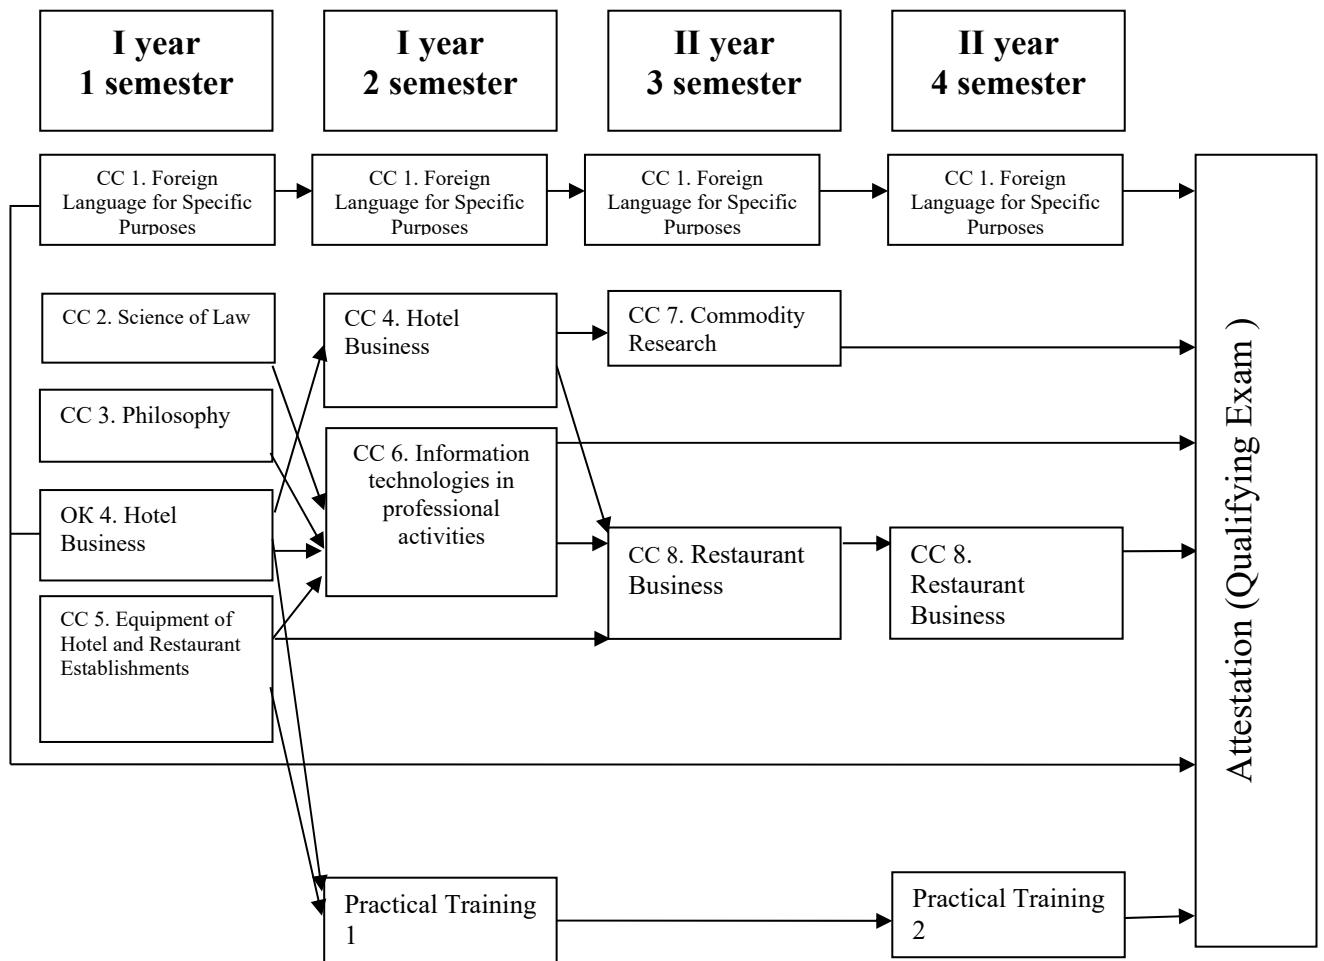 I year
1 semester
I year
2 semester
II year
3 semester
II year
4 semester
CC 1. Foreign
Language for Specific
Purposes
CC 1. Foreign
Language for Specific
Purposes
CC 1. Foreign
Language for Specific
Purposes
CC 1. Foreign
Language for Specific
Purposes
CC 2. Science of Law
CC 3. Philosophy
ОК 4. Hotel
Business
CC 5. Equipment of
Hotel and Restaurant
Establishments
CC 4. Hotel
Business
CC 6. Information
technologies in
professional
activities
Practical Training
1
CC 7. Commodity
Research
CC 8. Restaurant
Business
CC 8.
Restaurant
Business
Practical Training
2
Attestation (Qualifying Exam )